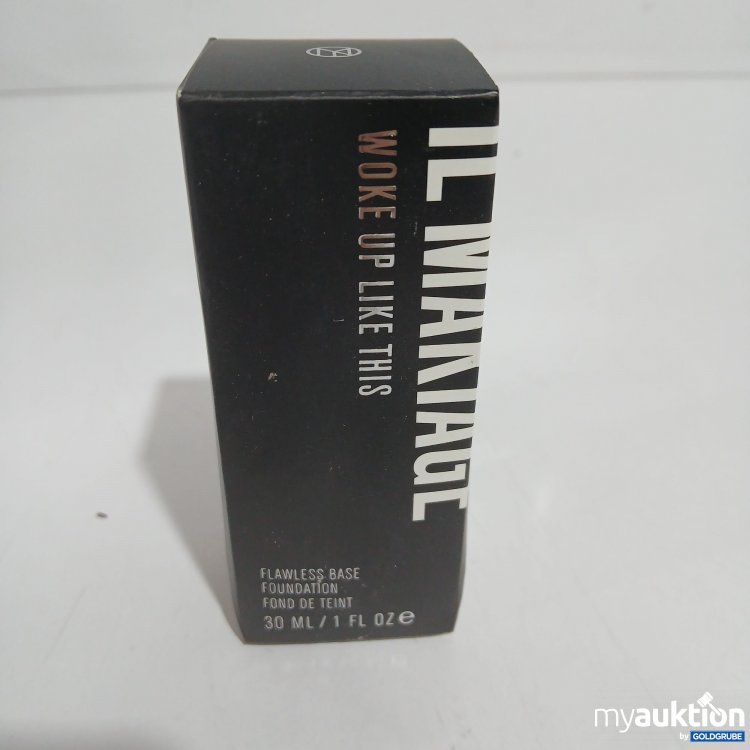 IL MAKIAGE
WOKE UP LIKE THIS
FLAWLESS BASE
FOUNDATION
FOND DE TEINT
30 ML / 1 FL OZ e
myauktion
by GOLDGRUBE